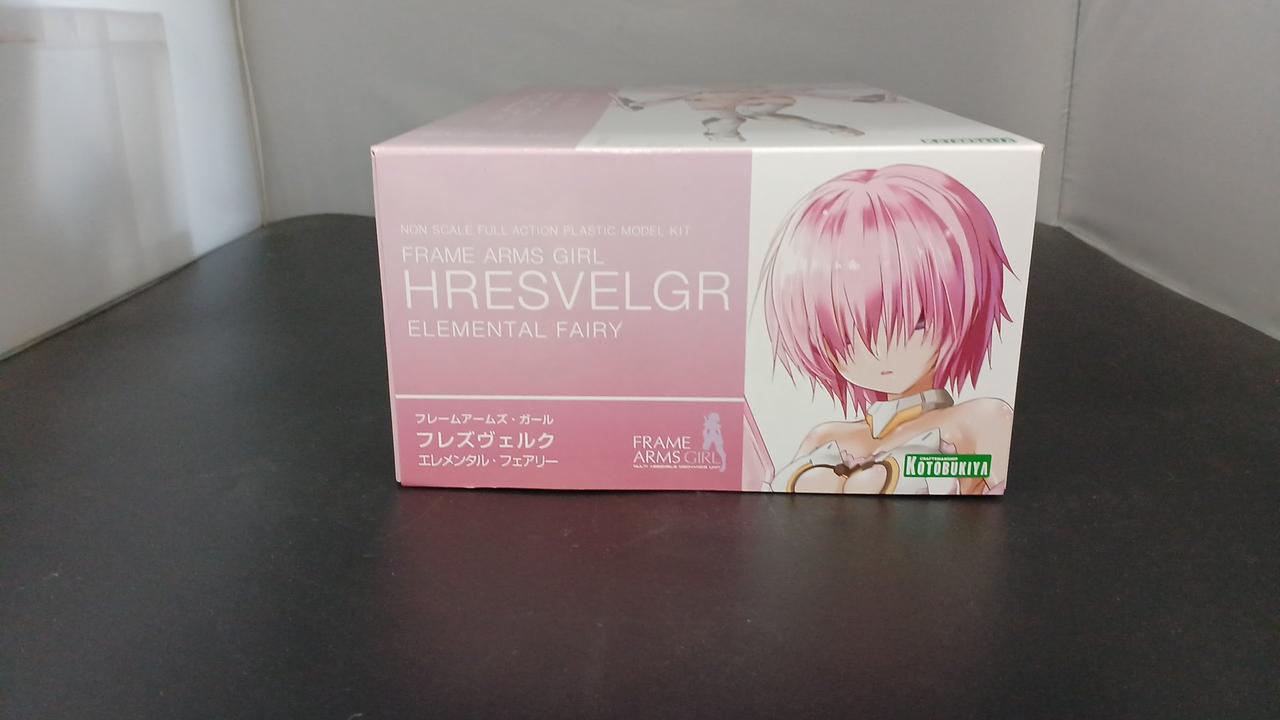 NON SCALE FULL ACTION PLASTIC MODEL KIT
FRAME ARMS GIRL
HRESVELGR
ELEMENTAL FAIRY
フレームアームズ・ガール
フレズヴェルク
エレメンタル・フェアリー
FRAME
ARMS GIRL
CRAFTSMANSHIP
KOTOBUKIYA